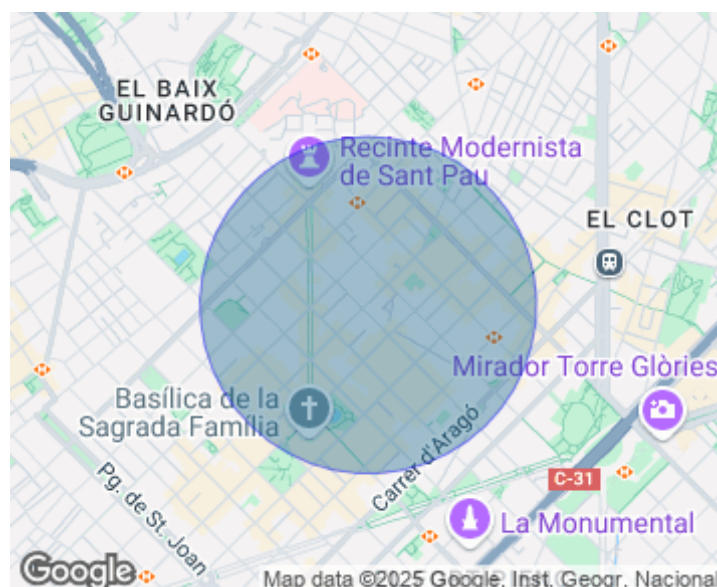 EL BAIX
GUINARDÓ
Recinte Modernista
de Sant Pau
EL CLOT
Mirador Torre Glòries
Basílica de la
Sagrada Família
Carrer d'Aragó
C-31
Pg. de St. Joan
La Monumental
Google
Map data ©2025 Google, Inst. Geogr. Nacional